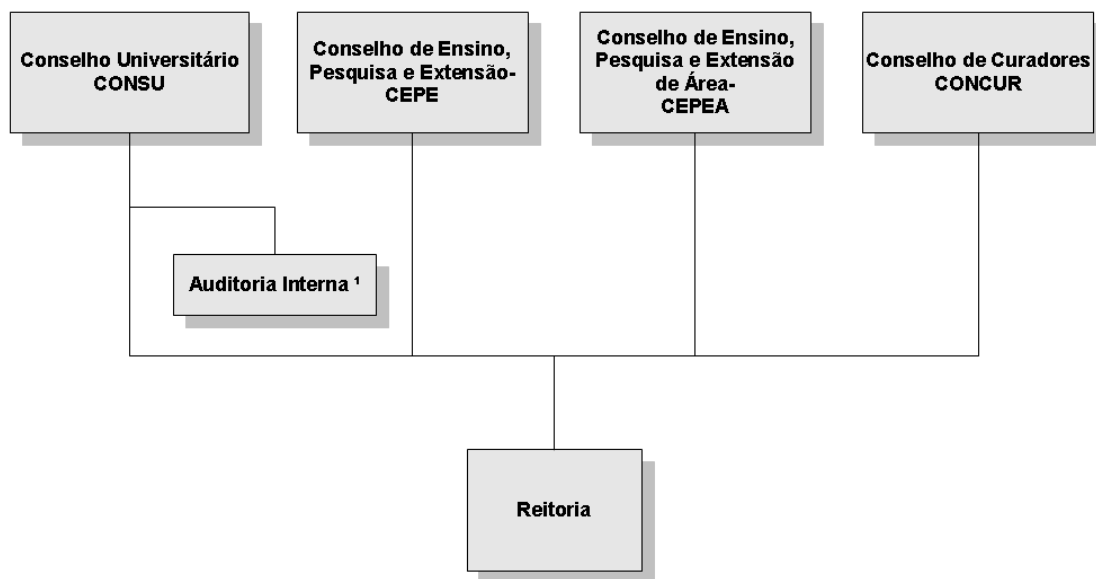 Conselho Universitário
CONSU
Conselho de Ensino,
Pesquisa e Extensão-
CEPE
Conselho de Ensino,
Pesquisa e Extensão
de Área-
CEPEA
Conselho de Curadores
CONCUR
Auditoria Interna ¹
Reitoria